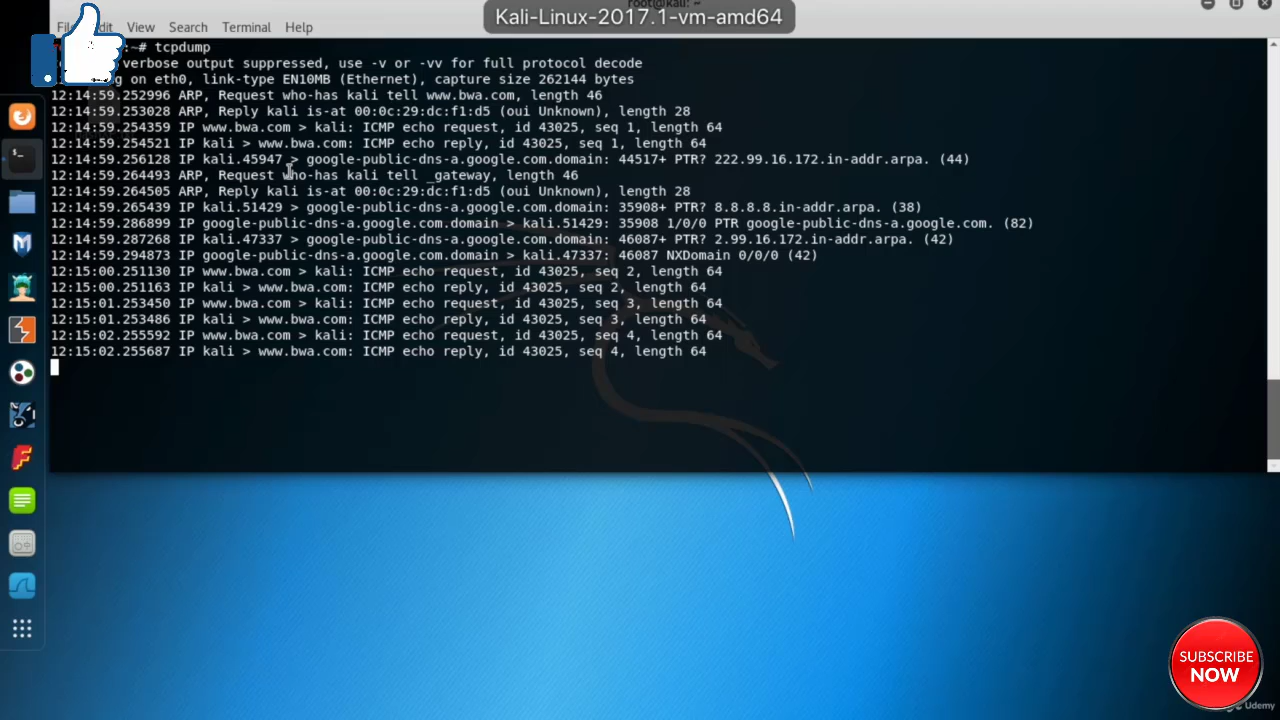 root@kali: ~
Kali-Linux-2017.1-vm-amd64
Edit View Search Terminal Help
:~# tcpdump
verbose output suppressed, use -v or -vv for full protocol decode
on eth0, link-type EN10MB (Ethernet), capture size 262144 bytes
12:14:59.252996 ARP, Request who-has kali tell www.bwa.com, length 46
12:14:59.253028 ARP, Reply kali is-at 00:0c:29:dc:f1:d5 (oui Unknown), length 28
12:14:59.254359 IP www.bwa.com > kali: ICMP echo request, id 43025, seq 1, length 64
12:14:59.254521 IP kali > www.bwa.com: ICMP echo reply, id 43025, seq 1, length 64
12:14:59.256128 IP kali.45947 > google-public-dns-a.google.com.domain: 44517+ PTR? 222.99.16.172.in-addr.arpa. (44)
12:14:59.264493 ARP, Request who-has kali tell _gateway, length 46
12:14:59.264505 ARP, Reply kali is-at 00:0c:29:dc:f1:d5 (oui Unknown), length 28
12:14:59.265439 IP kali.51429 > google-public-dns-a.google.com.domain: 35908+ PTR? 8.8.8.8.in-addr.arpa. (38)
12:14:59.286899 IP google-public-dns-a.google.com.domain > kali.51429: 35908 1/0/0 PTR google-public-dns-a.google.com. (82)
12:14:59.287268 IP kali.47337 > google-public-dns-a.google.com.domain: 46087+ PTR? 2.99.16.172.in-addr.arpa. (42)
12:14:59.294873 IP google-public-dns-a.google.com.domain > kali.47337: 46087 NXDomain 0/0/0 (42)
12:15:00.251130 IP www.bwa.com > kali: ICMP echo request, id 43025, seq 2, length 64
12:15:00.251163 IP kali > www.bwa.com: ICMP echo reply, id 43025, seq 2, length 64
12:15:01.253450 IP www.bwa.com > kali: ICMP echo request, id 43025, seq 3, length 64
12:15:01.253486 IP kali > www.bwa.com: ICMP echo reply, id 43025, seq 3, length 64
12:15:02.255592 IP www.bwa.com > kali: ICMP echo request, id 43025, seq 4, length 64
12:15:02.255687 IP kali > www.bwa.com: ICMP echo reply, id 43025, seq 4, length 64
SUBSCRIBE
NOW
Udemy